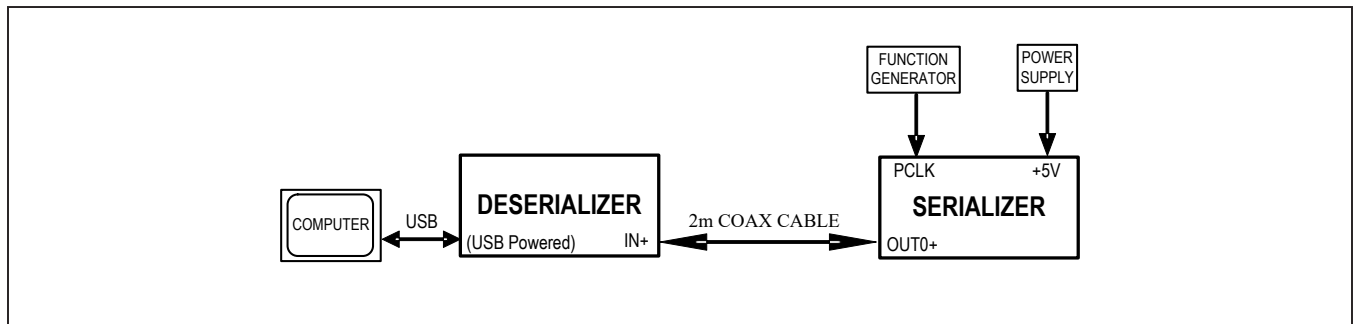 FUNCTION
GENERATOR
POWER
SUPPLY
PCLK +5V
SERIALIZER
OUT0+
DESERIALIZER
(USB Powered) IN+
2m COAX CABLE
USB
COMPUTER